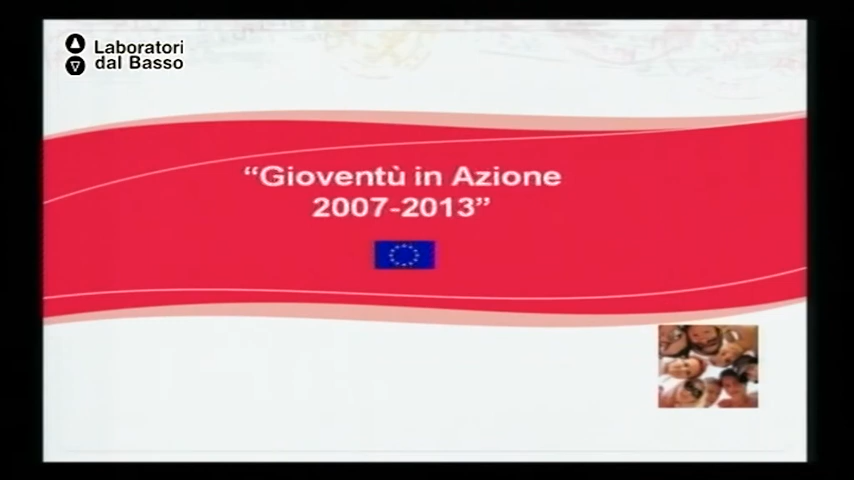 Laboratori
dal Basso
“Gioventù in Azione
2007-2013”